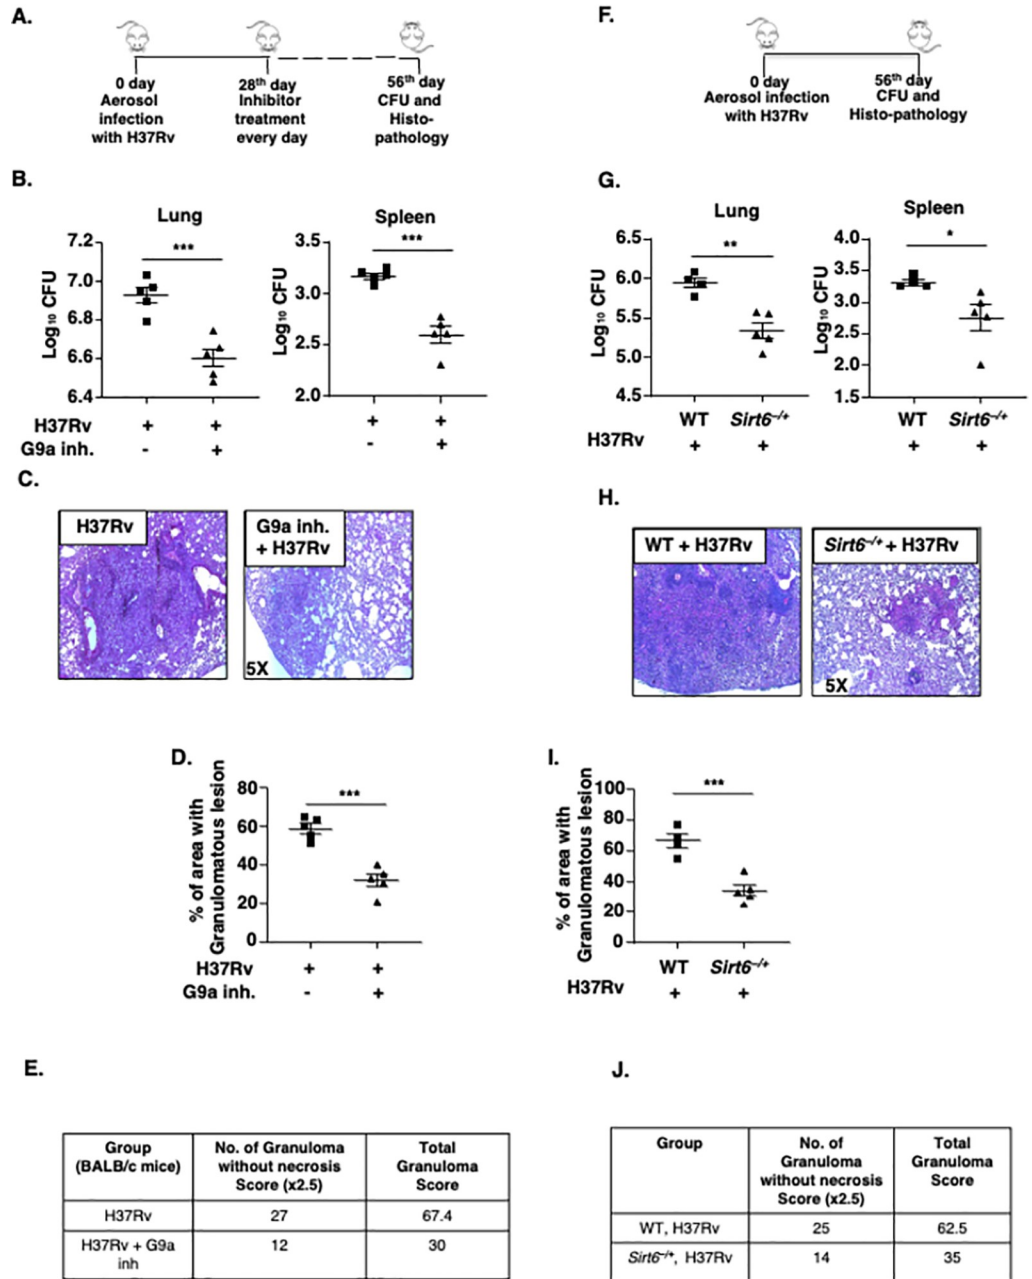 A.
0 day
Aerosol
infection
with H37Rv
28th day
Inhibitor
treatment
every day
56th day
CFU and
Histo-
pathology
B.
Lung
***
7.2
7.0
6.8
6.6
6.4
Log10 CFU
Spleen
***
3.5
3.0
2.5
2.0
Log10 CFU
H37Rv + + + +
G9a inh. - + - +
C.
H37Rv
G9a inh.
+ H37Rv
5X
D.
% of area with
Granulomatous lesion
***
80
60
40
20
0
H37Rv + +
G9a inh. - +
E.
Group
(BALB/c mice)
No. of Granuloma
without necrosis
Score (x2.5)
Total
Granuloma
Score
H37Rv 27 67.4
H37Rv + G9a
inh
12 30
F.
0 day
Aerosol infection
with H37Rv
56th day
CFU and
Histo-pathology
G.
Lung
**
6.5
6.0
5.5
5.0
4.5
Log10 CFU
Spleen
*
4.0
3.5
3.0
2.5
2.0
1.5
Log10 CFU
WT Sirt6–/+ WT Sirt6–/+
H37Rv + + + +
H.
WT + H37Rv
Sirt6–/+ + H37Rv
5X
I.
% of area with
Granulomatous lesion
***
100
80
60
40
20
0
WT Sirt6–/+
H37Rv + +
J.
Group
No. of
Granuloma
without necrosis
Score (x2.5)
Total
Granuloma
Score
WT, H37Rv 25 62.5
Sirt6–/+, H37Rv 14 35